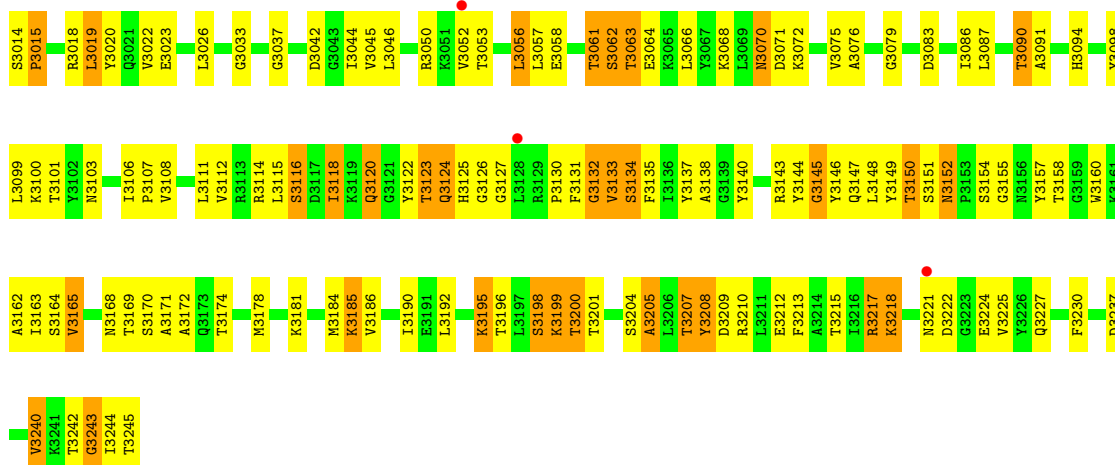 S3014 P3015 R3018 L3019 Y3020 Q3021 V3022 E3023 L3026 G3033 G3037 D3042 G3043 I3044 V3045 L3046 R3050 K3051 V3052 T3053 L3056 L3057 E3058 T3061 S3062 T3063 E3064 K3065 L3066 Y3067 K3068 L3069 N3070 D3071 K3072 V3075 A3076 G3079 D3083 I3086 L3087 T3090 A3091 H3094
L3099 K3100 T3101 Y3102 N3103 I3106 P3107 V3108 L3111 V3112 R3113 R3114 L3115 S3116 D3117 I3118 K3119 Q3120 G3121 Y3122 T3123 Q3124 H3125 G3126 G3127 L3128 R3129 P3130 F3131 G3132 V3133 S3134 F3135 I3136 Y3137 A3138 G3139 Y3140 R3143 Y3144 G3145 Y3146 Q3147 L3148 Y3149 T3150 S3151 N3152 P3153 S3154 G3155 N3156 Y3157 T3158 G3159 W3160 K3161
A3162 I3163 S3164 V3165 N3168 T3169 S3170 A3171 A3172 Q3173 T3174 M3178 K3181 M3184 K3185 V3186 I3190 E3191 L3192 K3195 T3196 L3197 S3198 K3199 T3200 T3201 S3204 A3205 L3206 T3207 Y3208 D3209 R3210 L3211 E3212 F3213 A3214 T3215 I3216 R3217 K3218 N3221 D3222 G3223 E3224 V3225 Y3226 Q3227 F3230
V3240 K3241 T3242 G3243 I3244 T3245